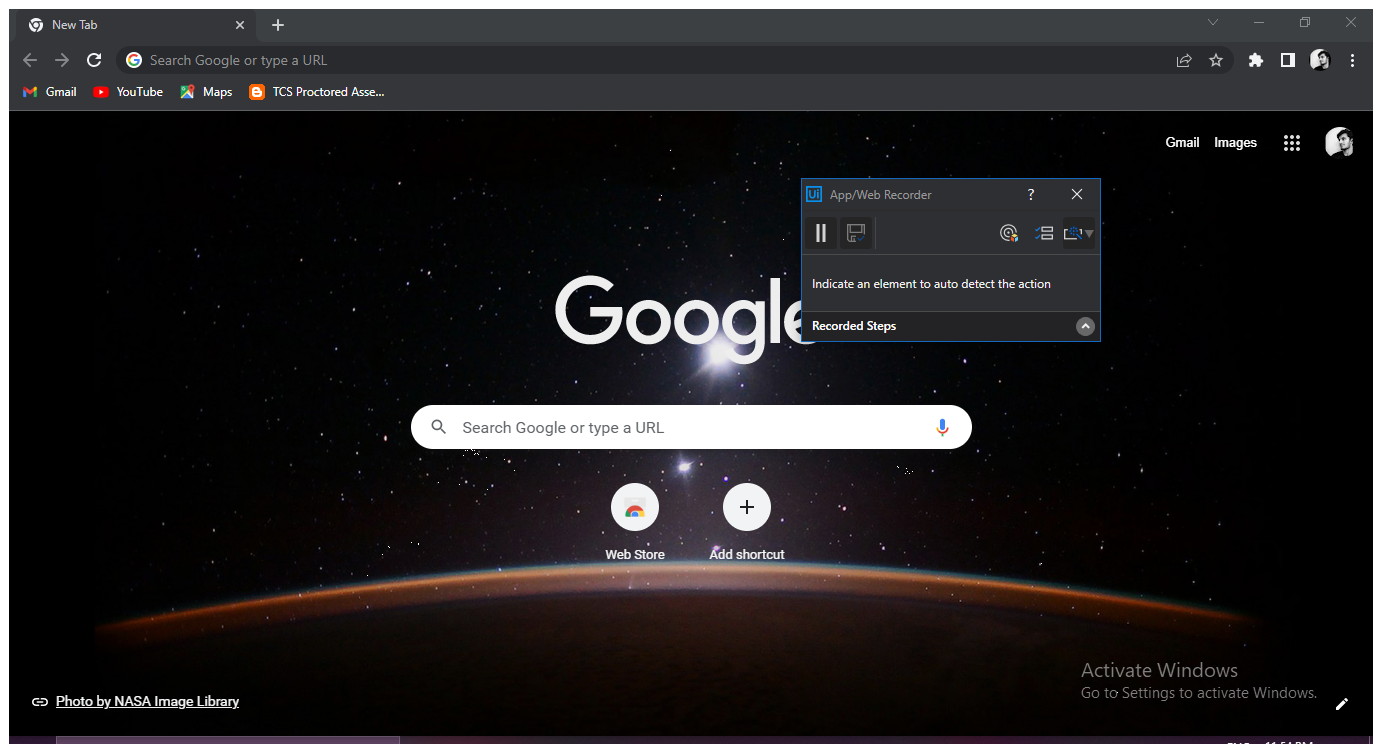 New Tab
Search Google or type a URL
Gmail YouTube Maps TCS Proctored Asse...
Gmail Images
Ui App/Web Recorder ?
Indicate an element to auto detect the action
Recorded Steps
Google
Search Google or type a URL
Web Store Add shortcut
Activate Windows
Go to Settings to activate Windows.
Photo by NASA Image Library